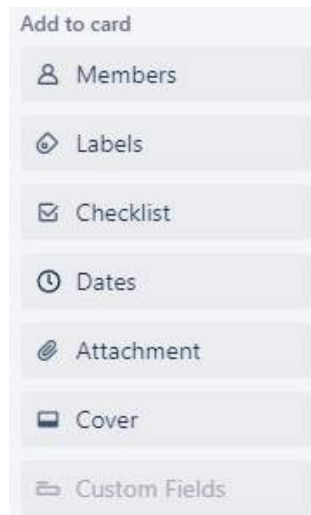 Add to card
Members
Labels
Checklist
Dates
Attachment
Cover
Custom Fields